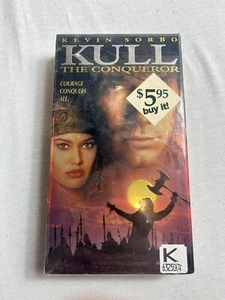 KEVIN SORBO
KULL
THE CONQUEROR
COURAGE
CONQUERS
ALL.
$5.95
buy it!
K